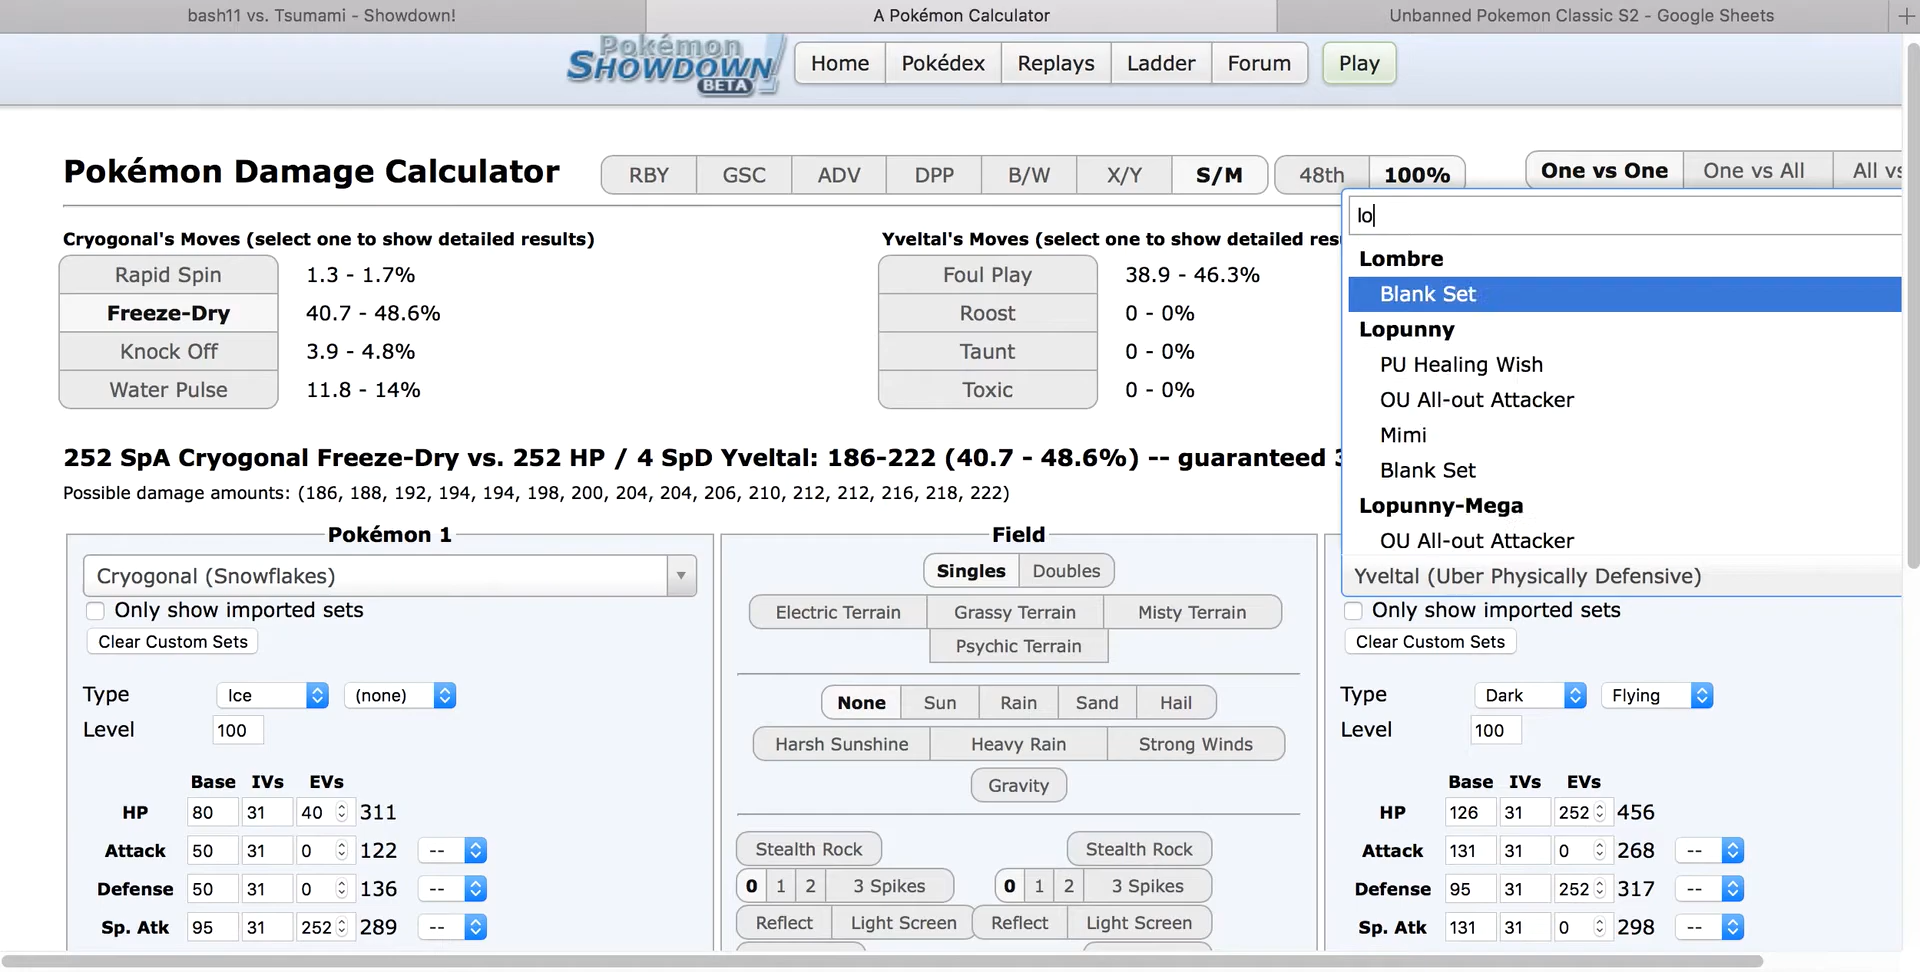 bash11 vs. Tsumami - Showdown!
A Pokémon Calculator
Unbanned Pokemon Classic S2 - Google Sheets
Pokémon Showdown! BETA
Home Pokédex Replays Ladder Forum Play
Pokémon Damage Calculator
RBY GSC ADV DPP B/W X/Y S/M 48th 100% One vs One One vs All All vs
Cryogonal's Moves (select one to show detailed results)
Rapid Spin 1.3 - 1.7%
Freeze-Dry 40.7 - 48.6%
Knock Off 3.9 - 4.8%
Water Pulse 11.8 - 14%
Yveltal's Moves (select one to show detailed resu
Foul Play 38.9 - 46.3%
Roost 0 - 0%
Taunt 0 - 0%
Toxic 0 - 0%
lo
Lombre
Blank Set
Lopunny
PU Healing Wish
OU All-out Attacker
Mimi
Blank Set
Lopunny-Mega
OU All-out Attacker
252 SpA Cryogonal Freeze-Dry vs. 252 HP / 4 SpD Yveltal: 186-222 (40.7 - 48.6%) -- guaranteed 3
Possible damage amounts: (186, 188, 192, 194, 194, 198, 200, 204, 204, 206, 210, 212, 212, 216, 218, 222)
Pokémon 1
Cryogonal (Snowflakes)
Only show imported sets
Clear Custom Sets
Type Ice (none)
Level 100
Base IVs EVs
HP 80 31 40 311
Attack 50 31 0 122 --
Defense 50 31 0 136 --
Sp. Atk 95 31 252 289 --
Field
Singles Doubles
Electric Terrain Grassy Terrain Misty Terrain
Psychic Terrain
None Sun Rain Sand Hail
Harsh Sunshine Heavy Rain Strong Winds
Gravity
Stealth Rock Stealth Rock
0 1 2 3 Spikes 0 1 2 3 Spikes
Reflect Light Screen Reflect Light Screen
Yveltal (Uber Physically Defensive)
Only show imported sets
Clear Custom Sets
Type Dark Flying
Level 100
Base IVs EVs
HP 126 31 252 456
Attack 131 31 0 268 --
Defense 95 31 252 317 --
Sp. Atk 131 31 0 298 --